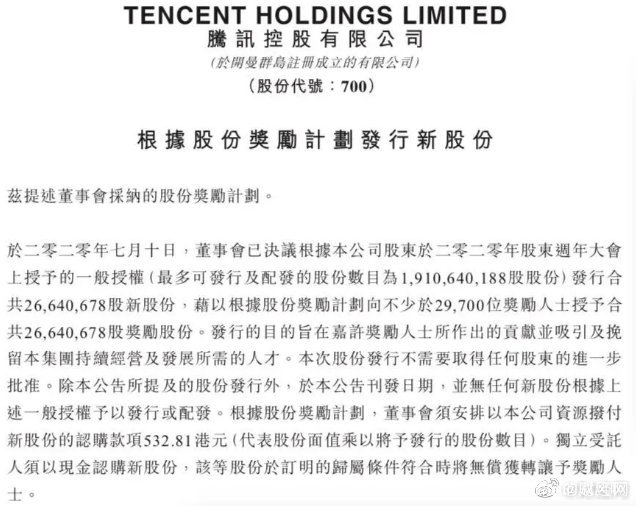 TENCENT HOLDINGS LIMITED
騰訊控股有限公司
(於開曼群島註冊成立的有限公司)
(股份代號：700)
根據股份獎勵計劃發行新股份
茲提述董事會採納的股份獎勵計劃。
於二零二零年七月十日，董事會已決議根據本公司股東於二零二零年股東週年大會
上授予的一般授權(最多可發行及配發的股份數目為1,910,640,188股股份)發行合
共26,640,678股新股份，藉以根據股份獎勵計劃向不少於29,700位獎勵人士授予合
共26,640,678股獎勵股份。發行的目的旨在嘉許獎勵人士所作出的貢獻並吸引及挽
留本集團持續經營及發展所需的人才。本次股份發行不需要取得任何股東的進一步
批准。除本公告所提及的股份發行外，於本公告刊發日期，並無任何新股份根據上
述一般授權予以發行或配發。根據股份獎勵計劃，董事會須安排以本公司資源撥付
新股份的認購款項532.81港元(代表股份面值乘以將予發行的股份數目)。獨立受託
人須以現金認購新股份，該等股份於訂明的歸屬條件符合時將無償獲轉讓予獎勵人
士。